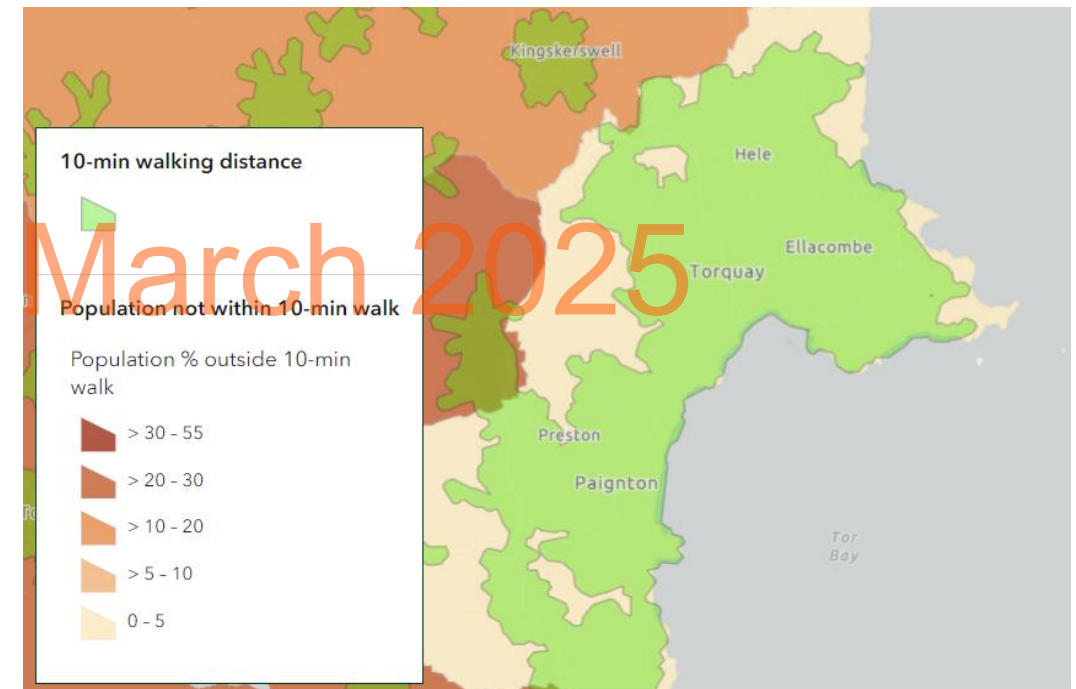 Kingskerswell
Hele
Ellacombe
Torquay
Preston
Paignton
Tor
Bay
10-min walking distance
March 2025
Population not within 10-min walk
Population % outside 10-min
walk
> 30 - 55
> 20 - 30
> 10 - 20
> 5 - 10
0 - 5